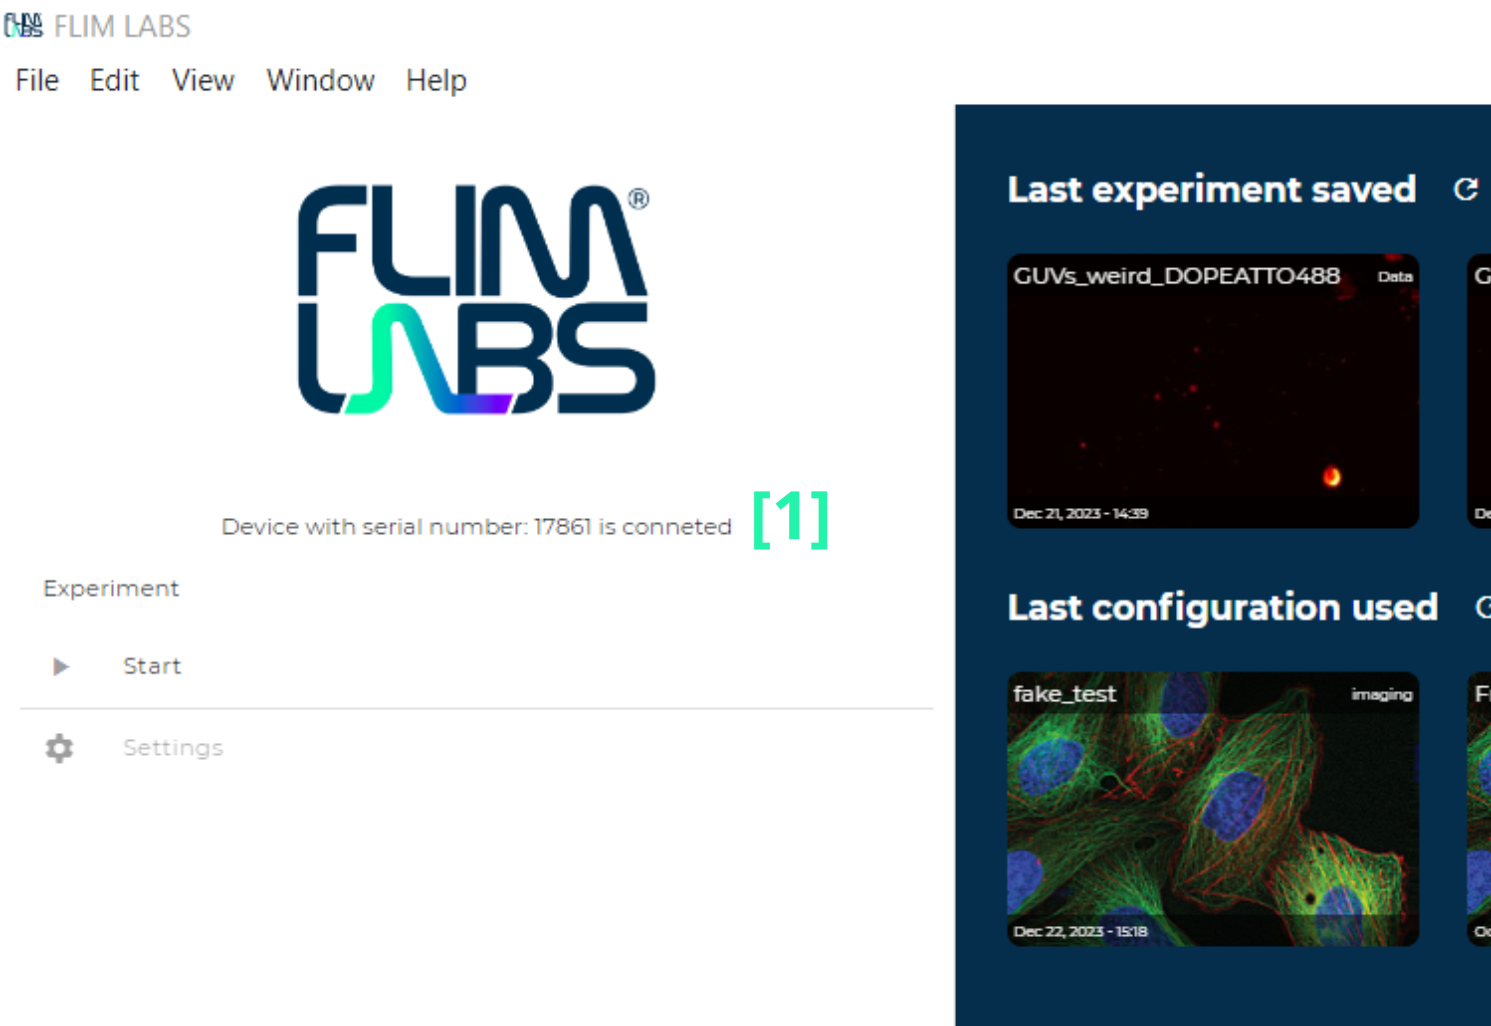 FLIM LABS
File Edit View Window Help
FLIM®
LABS
Device with serial number: 17861 is conneted [1]
Experiment
Start
Settings
Last experiment saved
GUVs_weird_DOPEATTO488 Data
Dec 21, 2023 - 14:39
Last configuration used
fake_test imaging
Dec 22, 2023 - 15:18